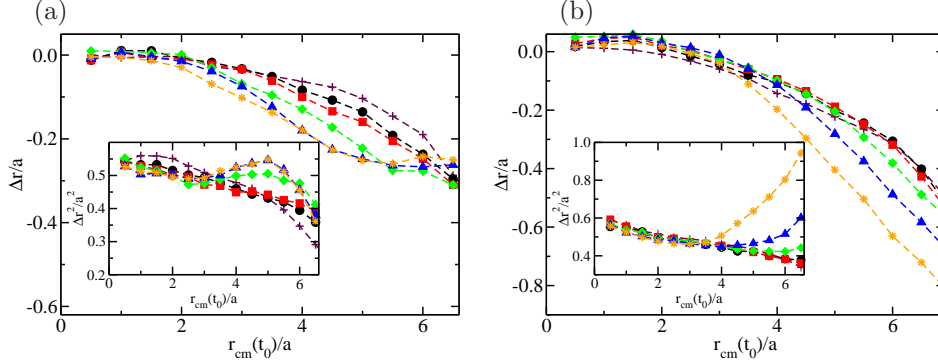 (a)
(b)
0.0
-0.2
-0.4
-0.6
Δr/a
0 2 4 6
r_cm(t_0)/a
0.5
0.4
0.3
0.2
Δr²/a²
0 2 4 6
r_cm(t_0)/a
0.0
-0.2
-0.4
-0.6
-0.8
Δr/a
0 2 4 6
r_cm(t_0)/a
1.0
0.8
0.6
0.4
Δr²/a²
0 1 2 3 4 5 6
r_cm(t_0)/a